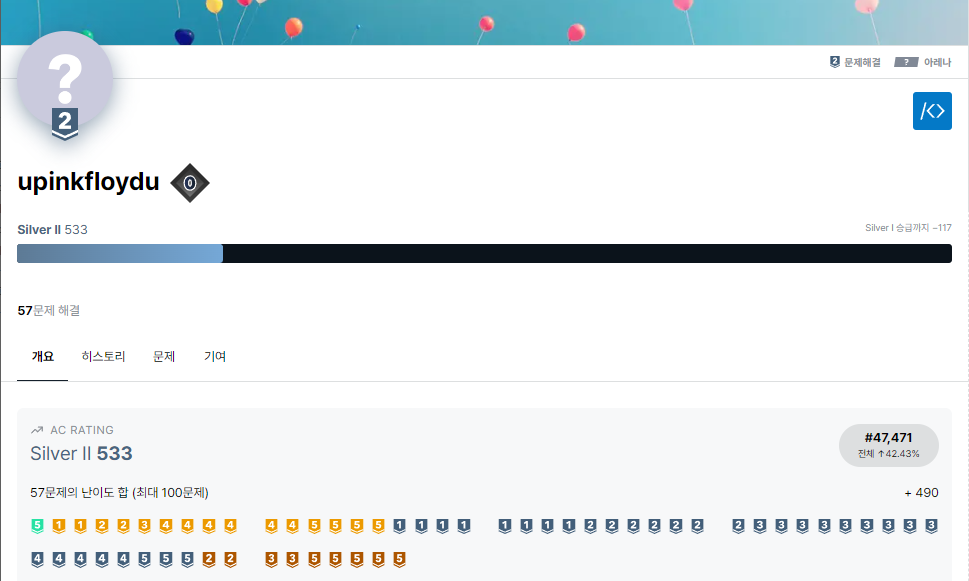 ?
2
2 문제해결 ? 아레나
/<>
upinkfloydu 0
Silver II 533
Silver I 승급까지 −117
57문제 해결
개요 히스토리 문제 기여
AC RATING
Silver II 533
#47,471
전체 ↑42.43%
57문제의 난이도 합 (최대 100문제)
+ 490
5 1 1 2 2 3 4 4 4 4 4 4 5 5 5 5 1 1 1 1 1 1 1 1 2 2 2 2 2 2 2 3 3 3 3 3 3 3 3 3
4 4 4 4 4 5 5 5 2 2 3 3 5 5 5 5 5